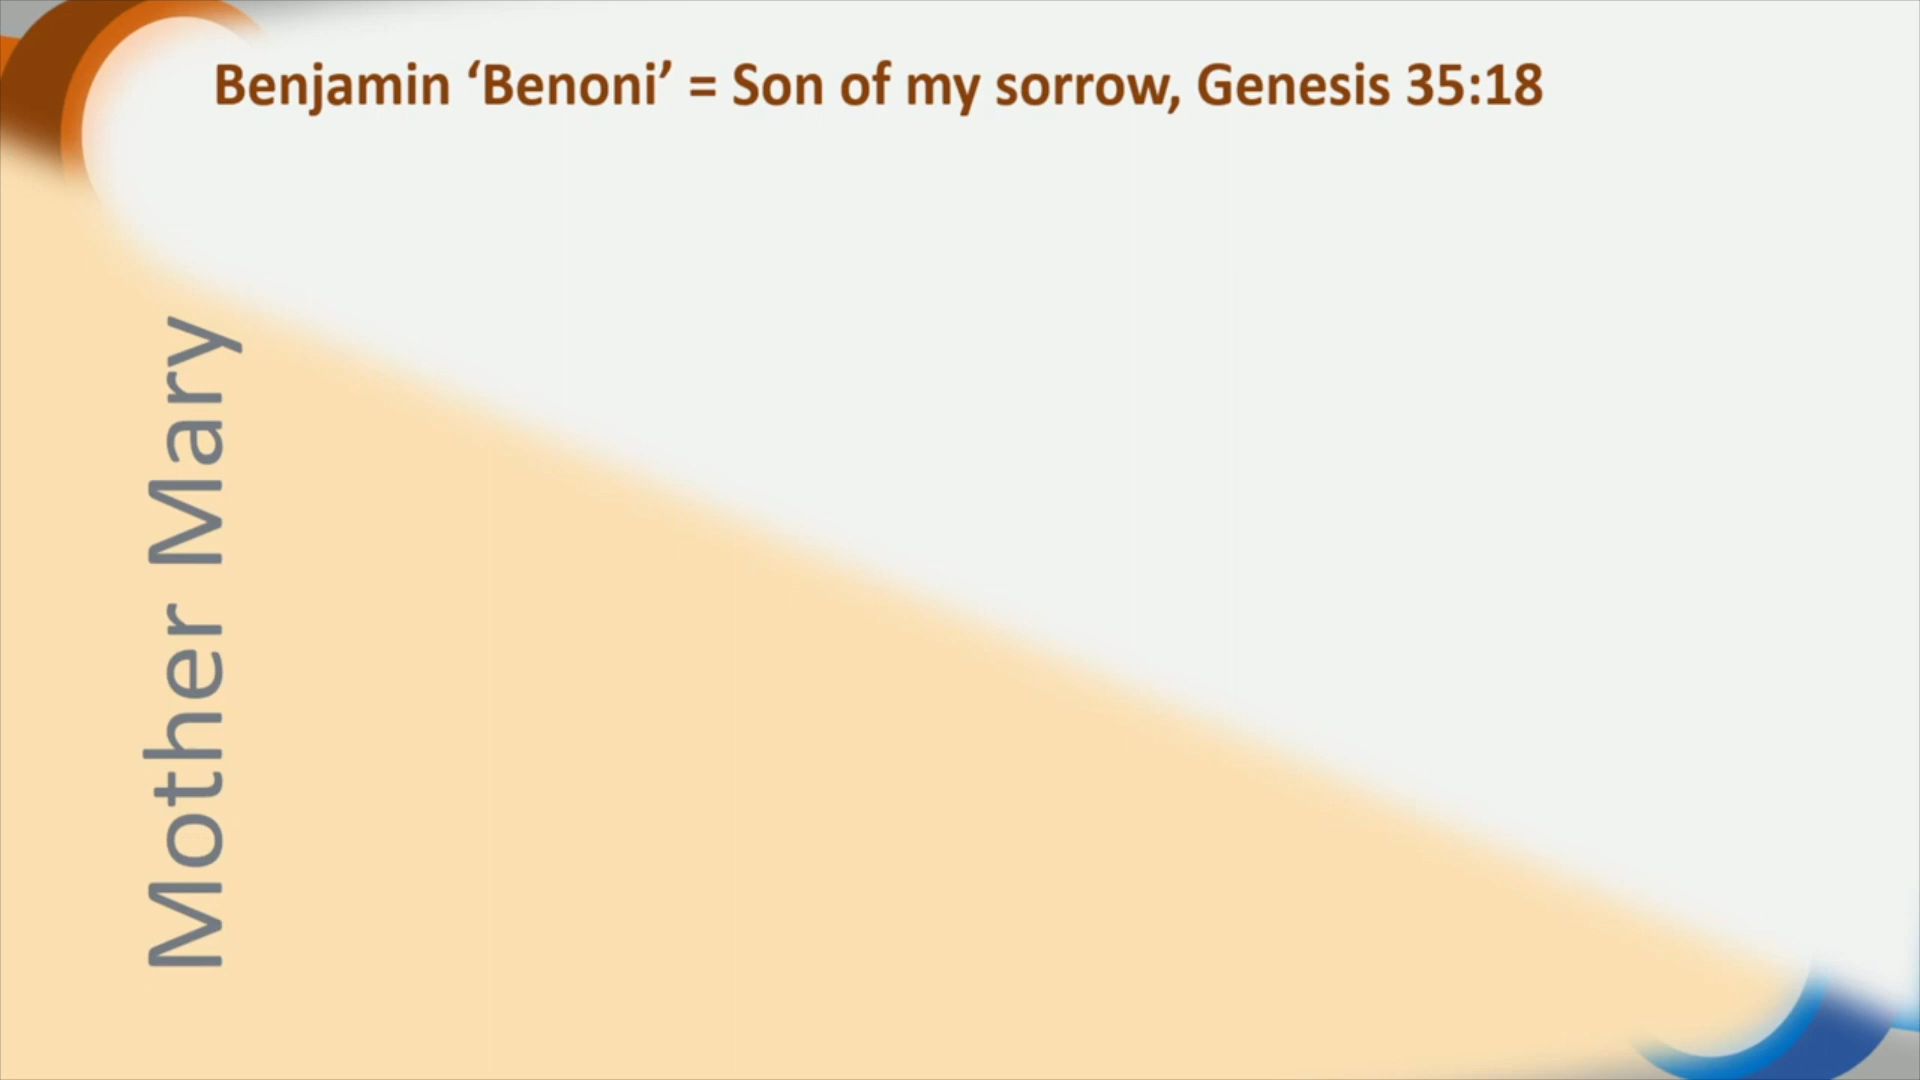 Benjamin ‘Benoni’ = Son of my sorrow, Genesis 35:18
Mother Mary